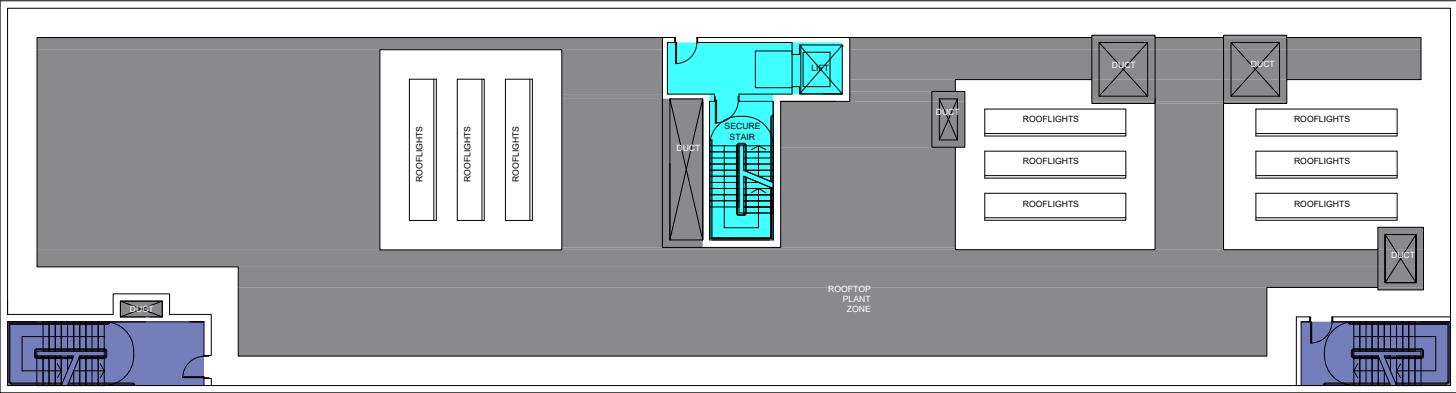 LIFT
DUCT
DUCT
DUCT
ROOFLIGHTS
ROOFLIGHTS
ROOFLIGHTS
ROOFLIGHTS
ROOFLIGHTS
SECURE
STAIR
DUCT
ROOFLIGHTS
ROOFLIGHTS
ROOFLIGHTS
ROOFLIGHTS
DUCT
ROOFTOP
PLANT
ZONE
DUCT